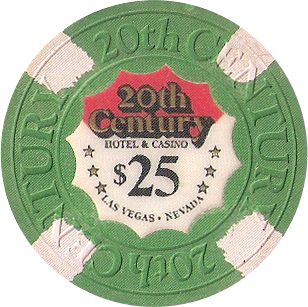 20th CENTURY
20th
Century
HOTEL & CASINO
$25
LAS VEGAS • NEVADA
20th CENTURY